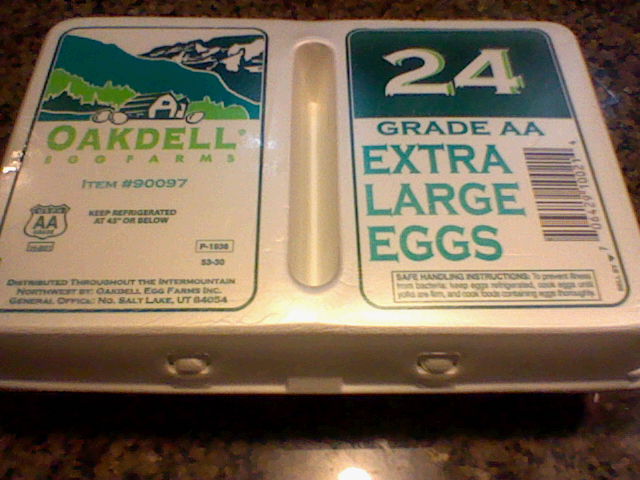 OAKDELL
EGG FARMS
ITEM #90097
AA
GRADE
KEEP REFRIGERATED
AT 45° OR BELOW
P-1836
53-30
DISTRIBUTED THROUGHOUT THE INTERMOUNTAIN
NORTHWEST BY: OAKDELL EGG FARMS INC.
GENERAL OFFICE: NO. SALT LAKE, UT 84054
24
GRADE AA
EXTRA
LARGE
EGGS
SAFE HANDLING INSTRUCTIONS: To prevent illness
from bacteria: keep eggs refrigerated, cook eggs until
yolks are firm, and cook foods containing eggs thoroughly.